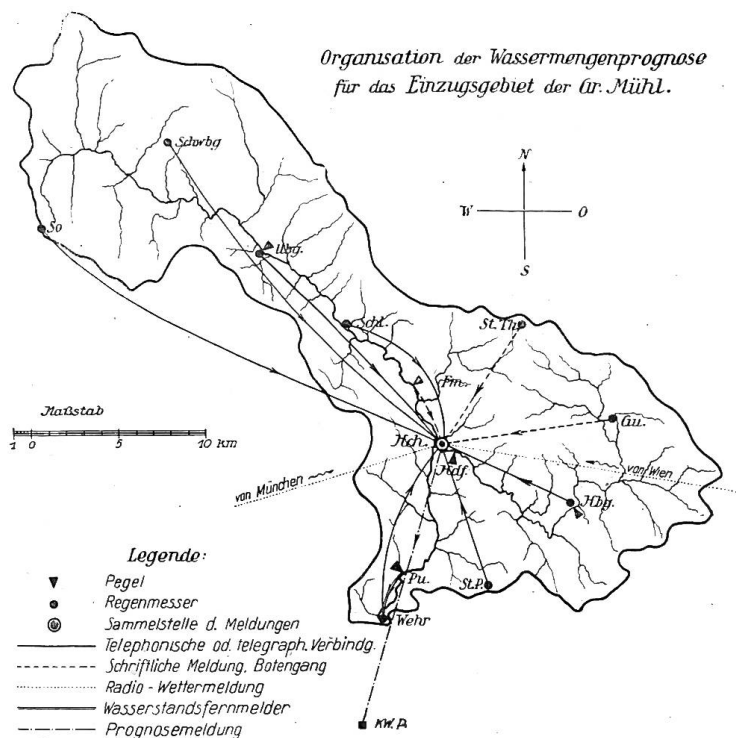 Organisation der Wassermengenprognose
für das Einzugsgebiet der Gr. Mühl.
Schwbg
N
W
O
S
So
Ubg.
Schl.
St. Th.
Fm.
Maßstab
1 0 5 10 km
Gu.
Hch.
Hdf.
von München
von Wien
Hbg.
Pu.
St.P.
Wehr
KW. P.
Legende:
Pegel
Regenmesser
Sammelstelle d. Meldungen
Telephonische od. telegraph. Verbindg.
Schriftliche Meldung, Botengang
Radio - Wettermeldung
Wasserstandsfernmelder
Prognosemeldung